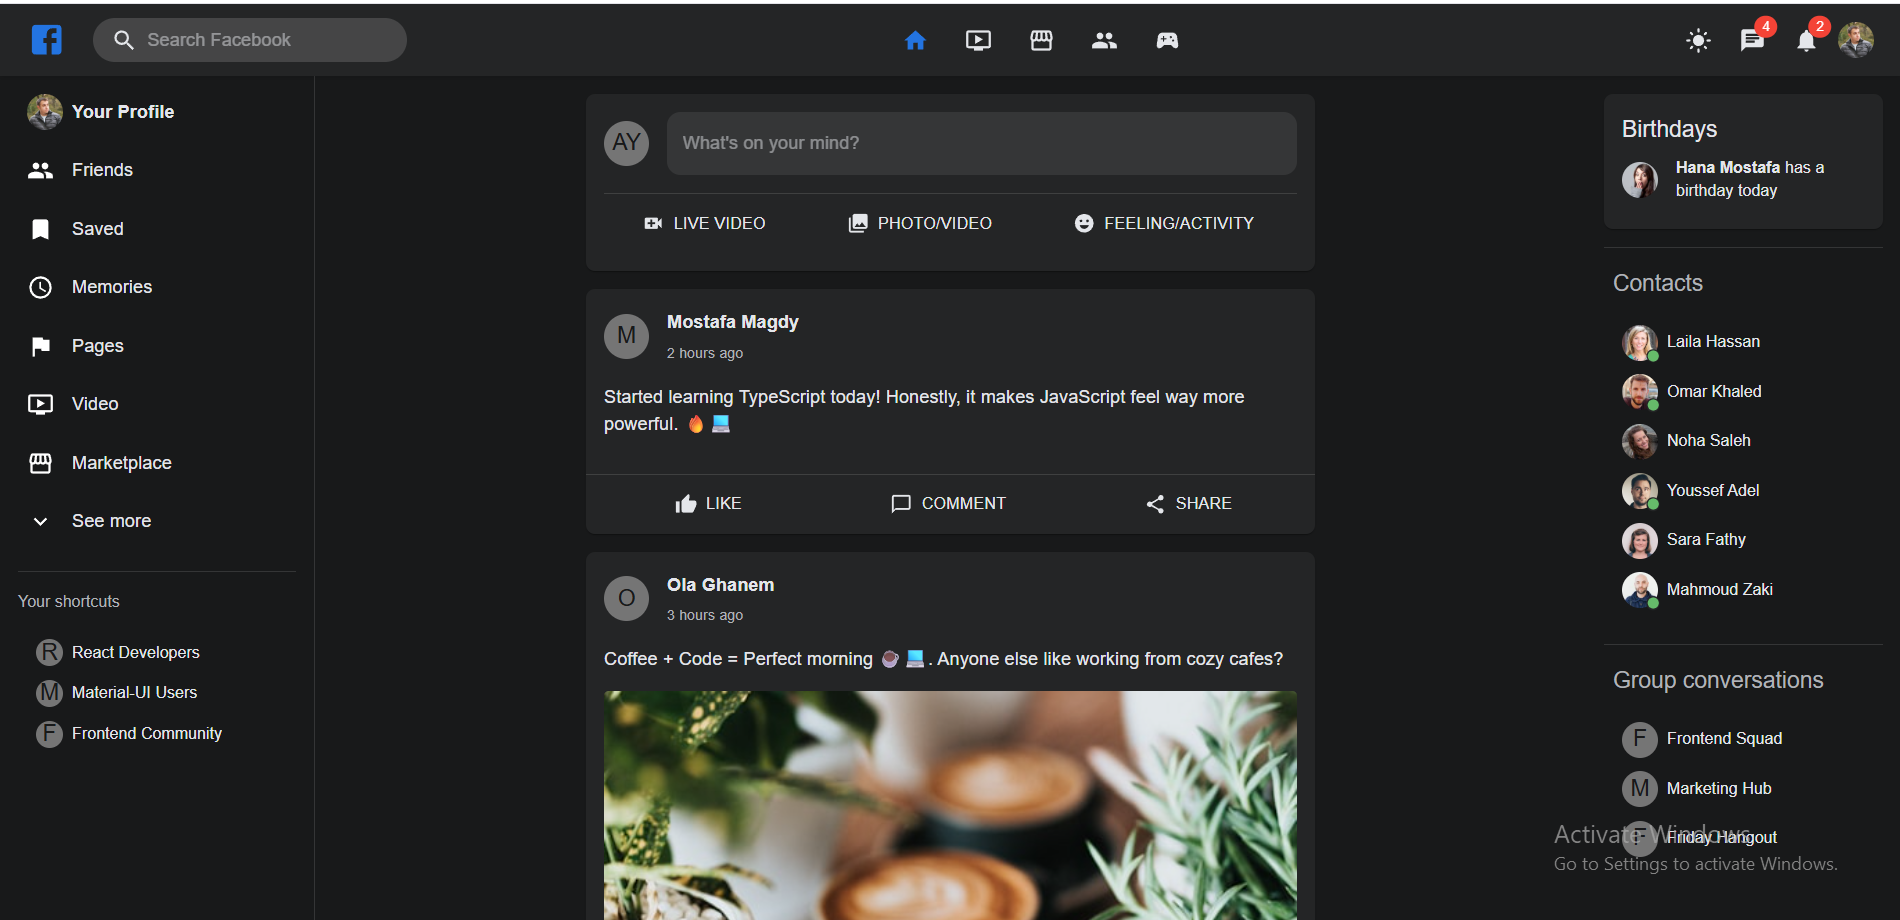 Search Facebook
4
2
Your Profile
Friends
Saved
Memories
Pages
Video
Marketplace
See more
Your shortcuts
R React Developers
M Material-UI Users
F Frontend Community
AY What's on your mind?
LIVE VIDEO
PHOTO/VIDEO
FEELING/ACTIVITY
M Mostafa Magdy
2 hours ago
Started learning TypeScript today! Honestly, it makes JavaScript feel way more
powerful. 🔥 💻
LIKE
COMMENT
SHARE
O Ola Ghanem
3 hours ago
Coffee + Code = Perfect morning ☕ 💻. Anyone else like working from cozy cafes?
Birthdays
Hana Mostafa has a
birthday today
Contacts
Laila Hassan
Omar Khaled
Noha Saleh
Youssef Adel
Sara Fathy
Mahmoud Zaki
Group conversations
F Frontend Squad
M Marketing Hub
F Friday Hangout
Activate Windows
Go to Settings to activate Windows.